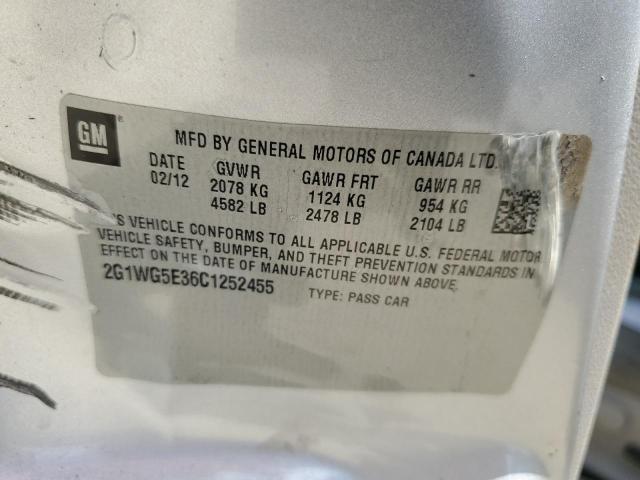 GM
MFD BY GENERAL MOTORS OF CANADA LTD.
DATE GVWR GAWR FRT GAWR RR
02/12 2078 KG 1124 KG 954 KG
4582 LB 2478 LB 2104 LB
'S VEHICLE CONFORMS TO ALL APPLICABLE U.S. FEDERAL MOTOR
VEHICLE SAFETY, BUMPER, AND THEFT PREVENTION STANDARDS IN
EFFECT ON THE DATE OF MANUFACTURE SHOWN ABOVE.
2G1WG5E36C1252455 TYPE: PASS CAR